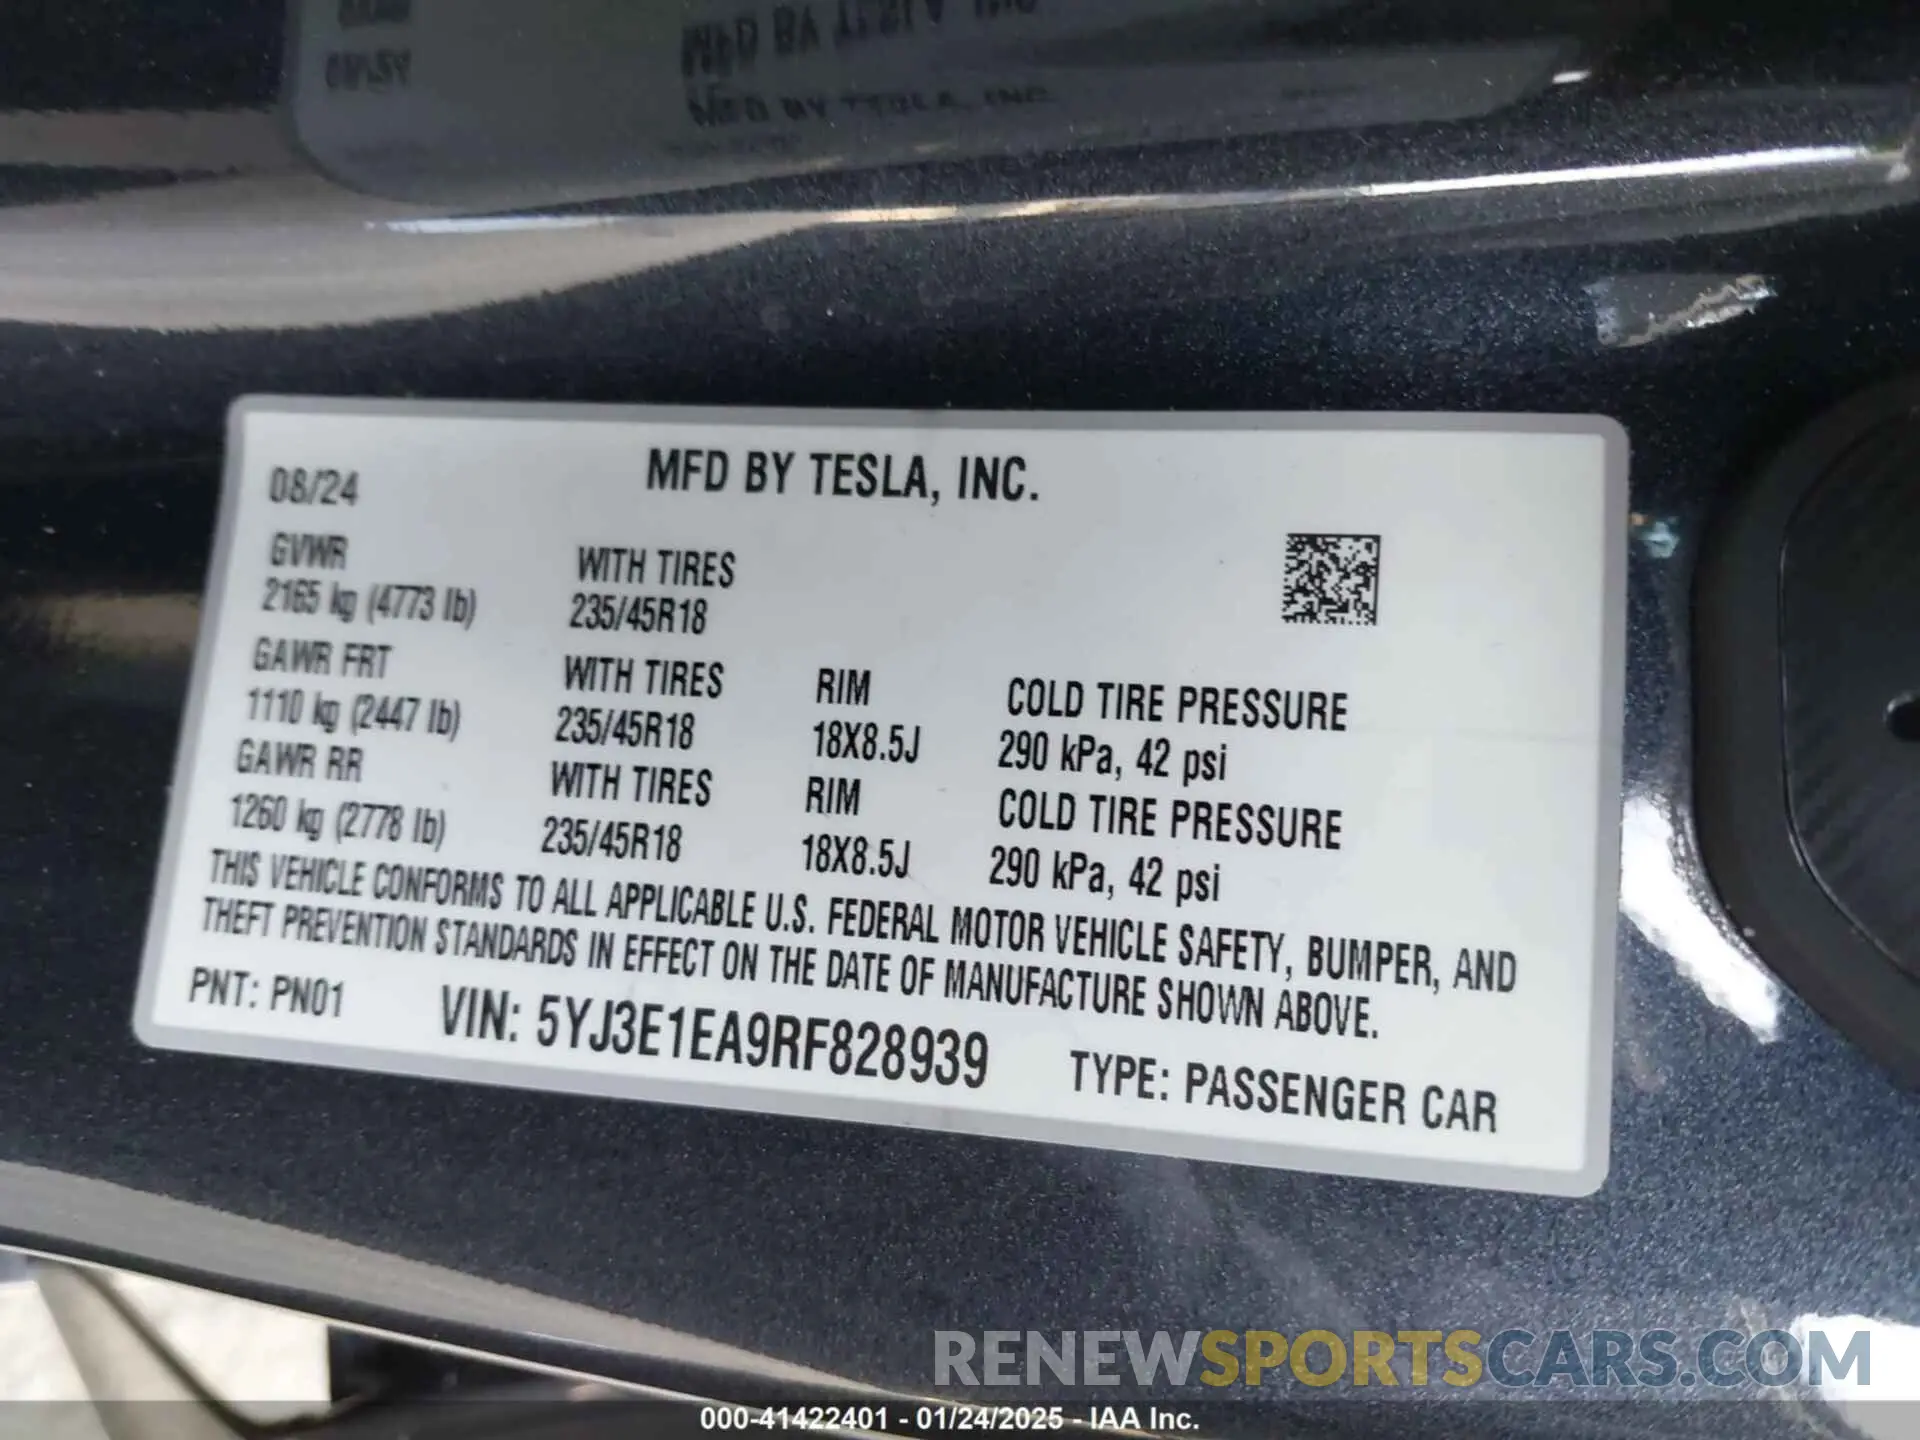 MFD BY TESLA, INC.
08/24
GVWR WITH TIRES
2165 kg (4773 lb) 235/45R18
GAWR FRT WITH TIRES RIM COLD TIRE PRESSURE
1110 kg (2447 lb) 235/45R18 18X8.5J 290 kPa, 42 psi
GAWR RR WITH TIRES RIM COLD TIRE PRESSURE
1260 kg (2778 lb) 235/45R18 18X8.5J 290 kPa, 42 psi
THIS VEHICLE CONFORMS TO ALL APPLICABLE U.S. FEDERAL MOTOR VEHICLE SAFETY, BUMPER, AND
THEFT PREVENTION STANDARDS IN EFFECT ON THE DATE OF MANUFACTURE SHOWN ABOVE.
PNT: PN01 VIN: 5YJ3E1EA9RF828939 TYPE: PASSENGER CAR
RENEWSPORTSCARS.COM
000-41422401 - 01/24/2025 - IAA Inc.